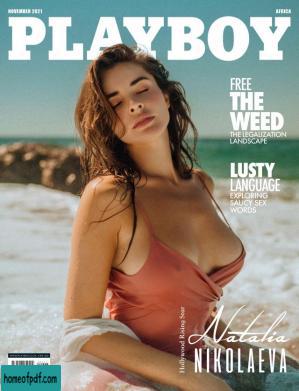 NOVEMBER 2021
AFRICA
PLAYBOY
FREE
THE
WEED
THE LEGALIZATION
LANDSCAPE
LUSTY
LANGUAGE
EXPLORING
SAUCY SEX
WORDS
Hollywood Rising Star
Natalia
NIKOLAEVA
homeofpdf.com